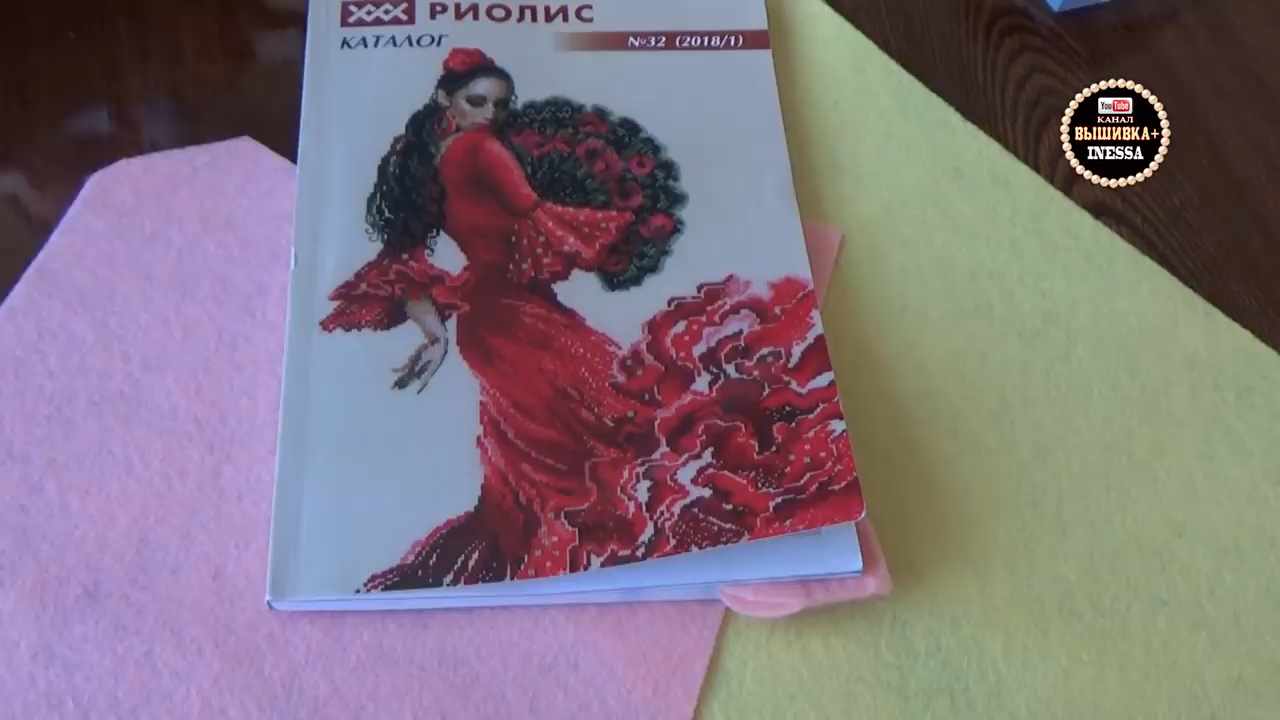 РИОЛИС
КАТАЛОГ
№32 (2018/1)
YouTube
КАНАЛ
ВЫШИВКА+
INESSA